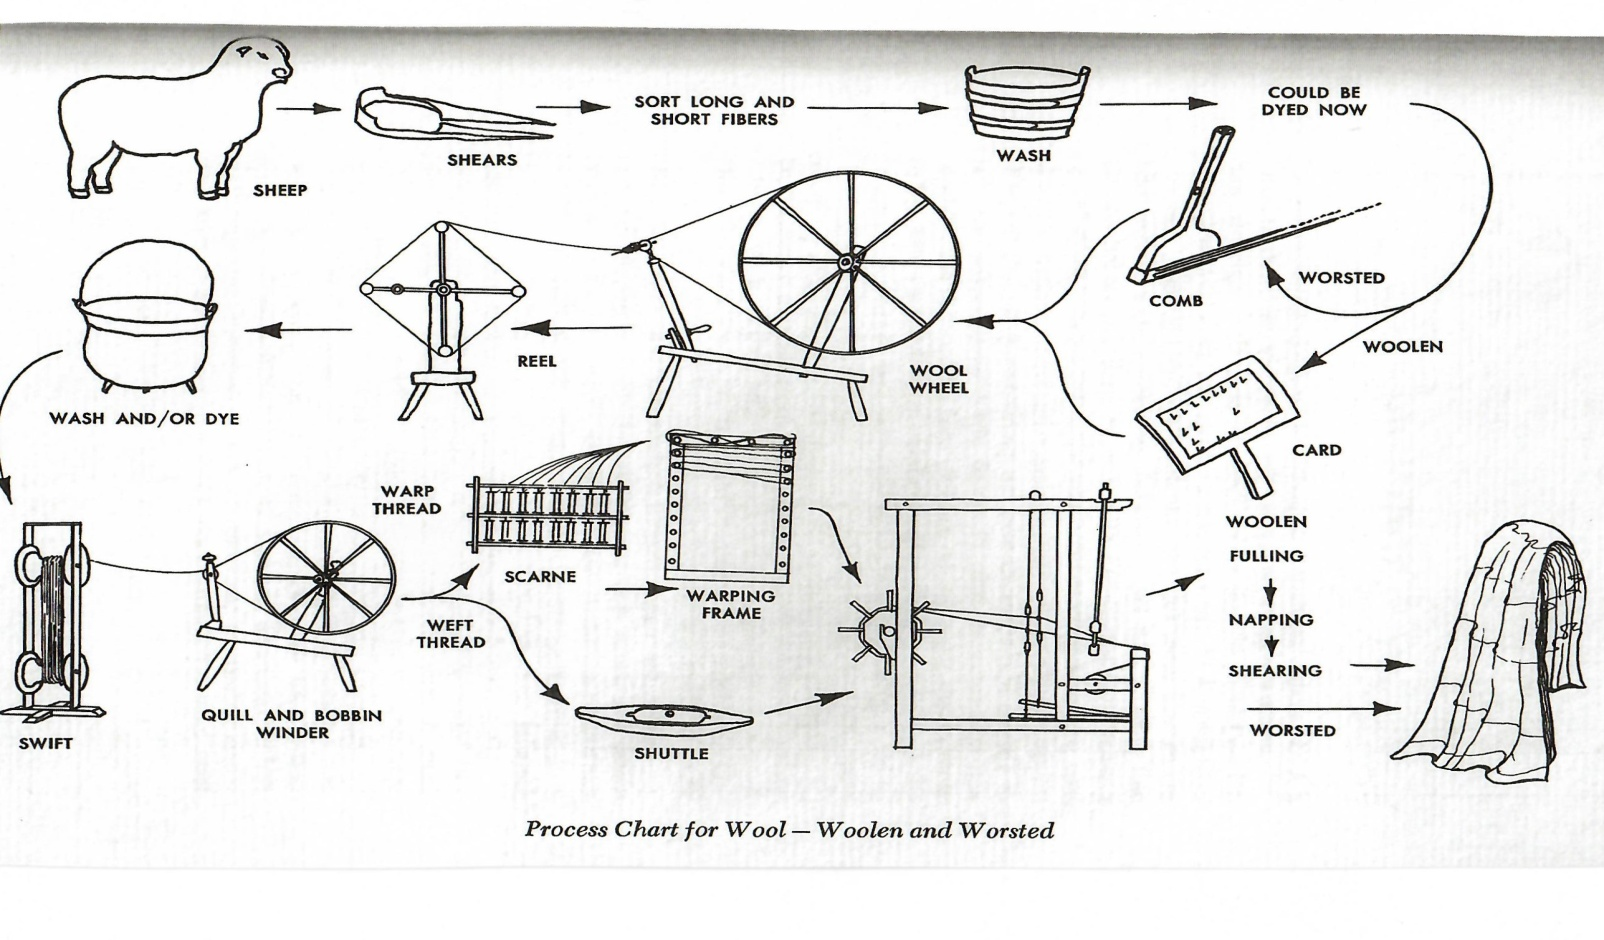 SHEEP
SHEARS
SORT LONG AND
SHORT FIBERS
WASH
COULD BE
DYED NOW
WORSTED
COMB
WOOLEN
CARD
WOOL
WHEEL
REEL
WASH AND/OR DYE
SWIFT
QUILL AND BOBBIN
WINDER
WARP
THREAD
SCARNE
WARPING
FRAME
WEFT
THREAD
SHUTTLE
WOOLEN
FULLING
NAPPING
SHEARING
WORSTED
Process Chart for Wool — Woolen and Worsted